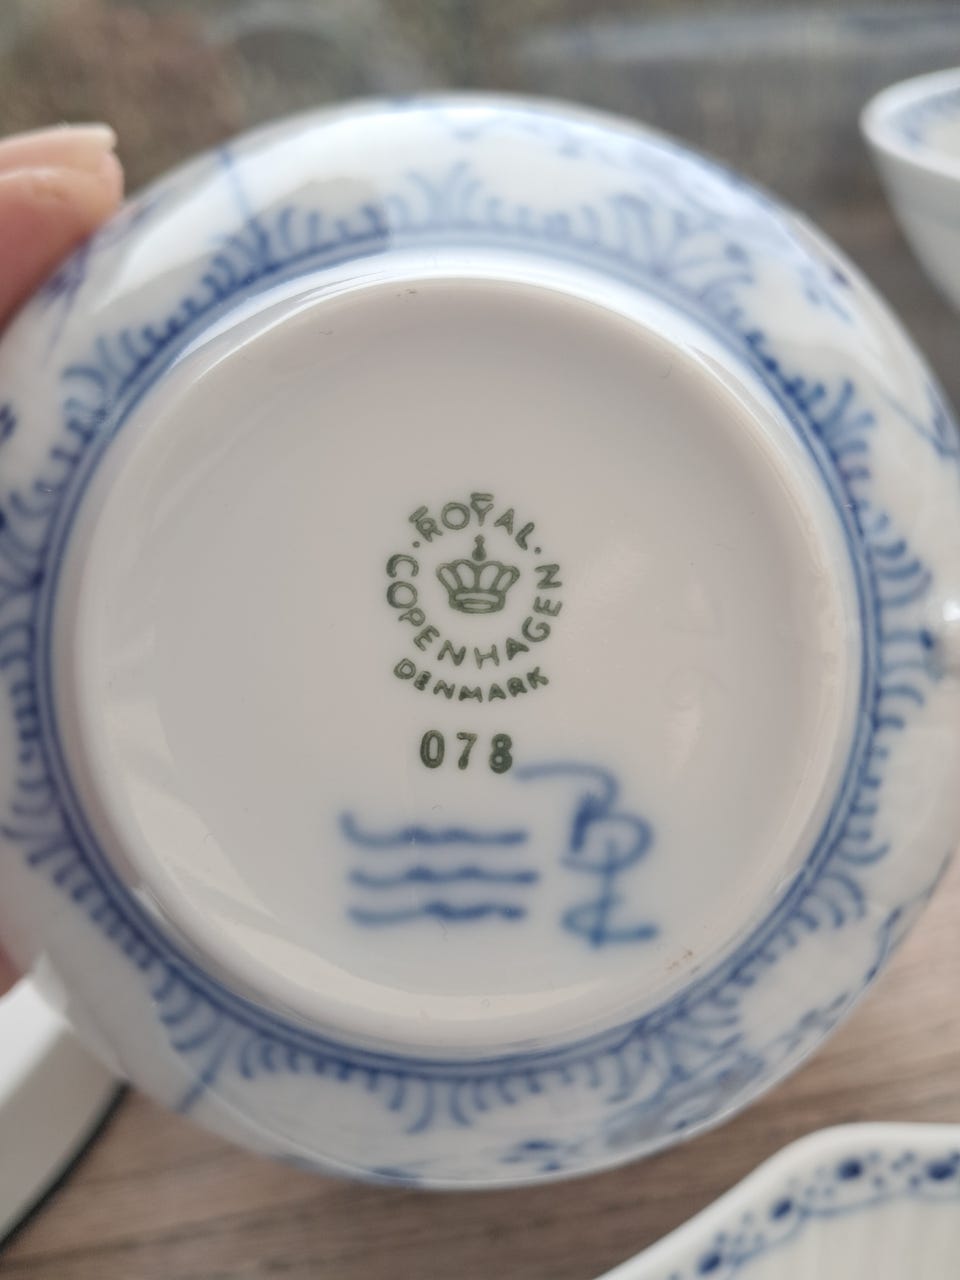 ROYAL
COPENHAGEN
DENMARK
078